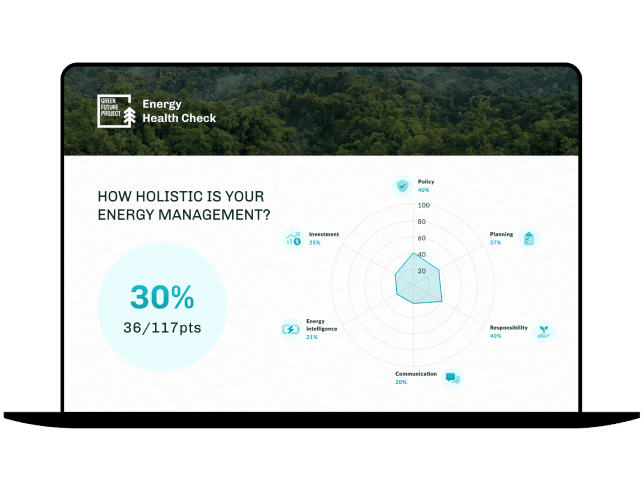 GREEN
FUTURE
PROJECT
Energy
Health Check
HOW HOLISTIC IS YOUR
ENERGY MANAGEMENT?
30%
36/117pts
Policy
40%
100
80
60
40
20
Investment
25%
Planning
37%
Energy
intelligence
21%
Responsibility
40%
Communication
20%